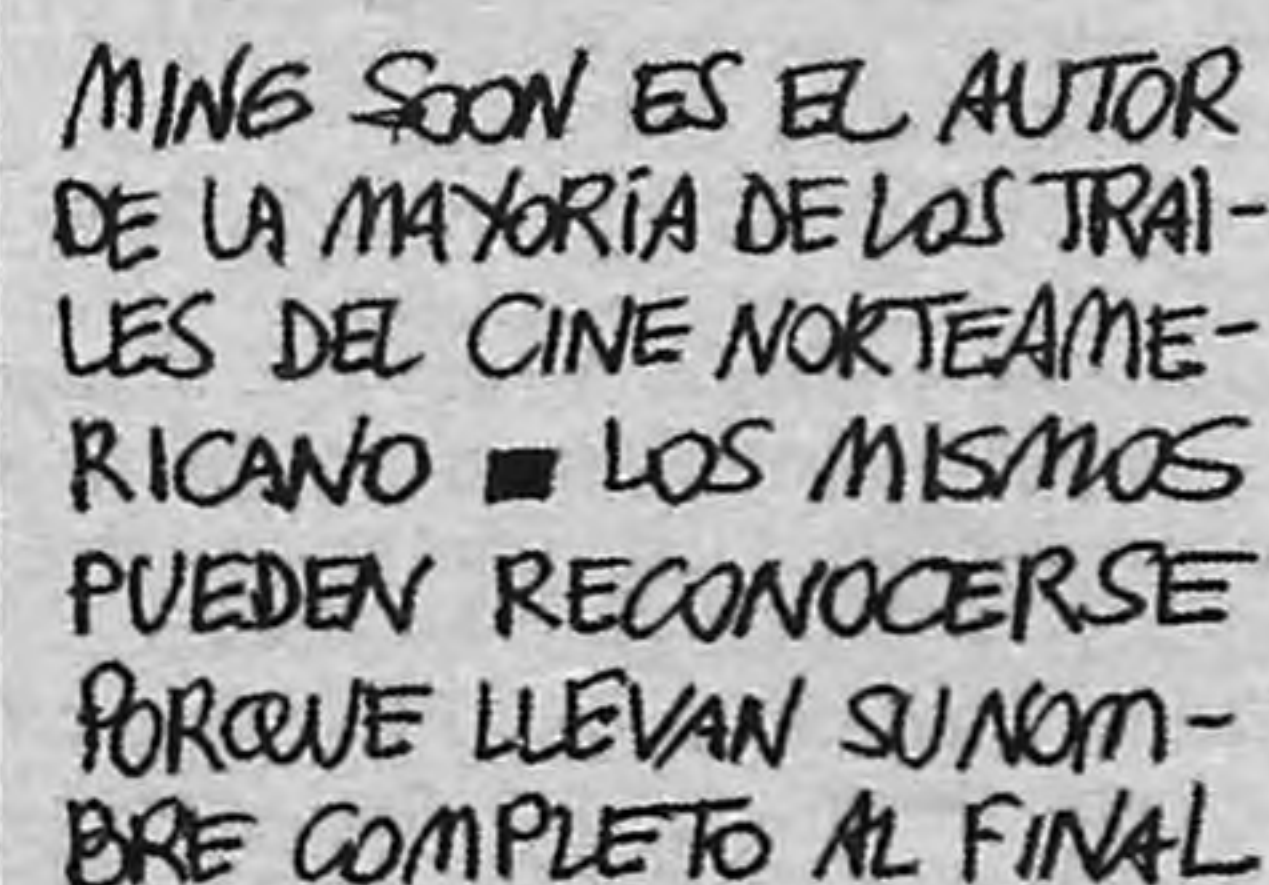 MING SOON ES EL AUTOR
DE LA MAYORÍA DE LOS TRAI-
LES DEL CINE NORTEAME-
RICANO ■ LOS MISMOS
PUEDEN RECONOCERSE
PORQUE LLEVAN SU NOM-
BRE COMPLETO AL FINAL